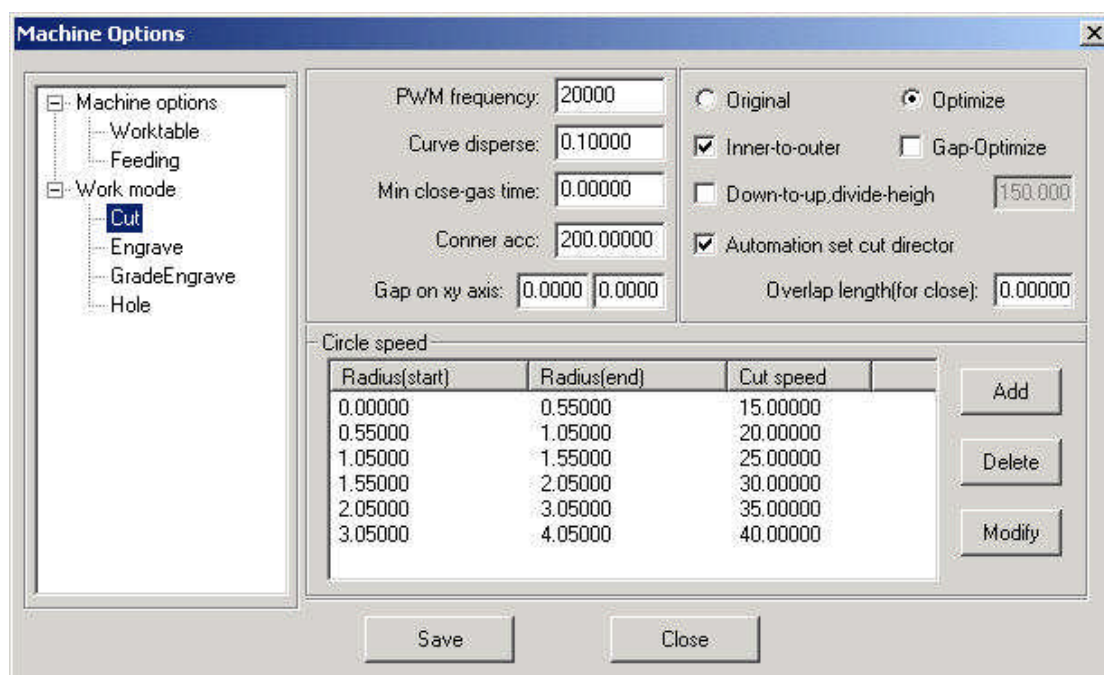 Machine Options
Machine options
Worktable
Feeding
Work mode
Cut
Engrave
GradeEngrave
Hole
PWM frequency: 20000
Curve disperse: 0.10000
Min close-gas time: 0.00000
Conner acc: 200.00000
Gap on xy axis: 0.0000 0.0000
Original Optimize
Inner-to-outer Gap-Optimize
Down-to-up,divide-heigh 150.000
Automation set cut director
Overlap length(for close): 0.00000
Circle speed
Radius(start) Radius(end) Cut speed
0.00000 0.55000 15.00000
0.55000 1.05000 20.00000
1.05000 1.55000 25.00000
1.55000 2.05000 30.00000
2.05000 3.05000 35.00000
3.05000 4.05000 40.00000
Add
Delete
Modify
Save Close